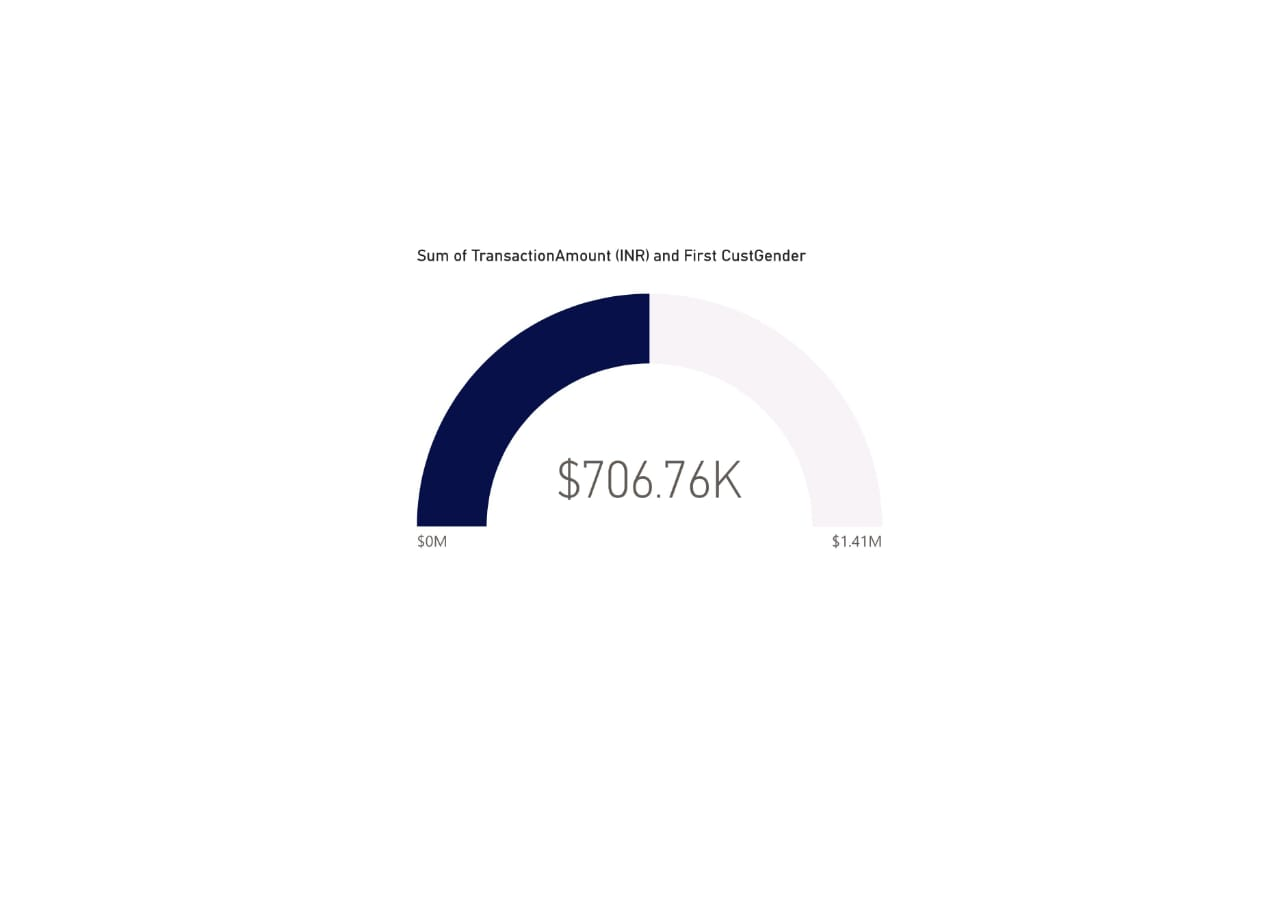 Sum of TransactionAmount (INR) and First CustGender
$706.76K
$0M
$1.41M